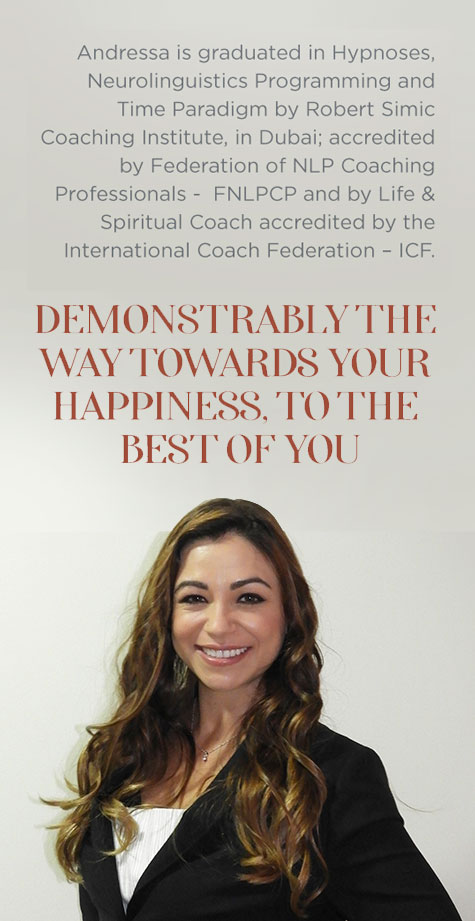 Andressa is graduated in Hypnoses,
Neurolinguistics Programming and
Time Paradigm by Robert Simic
Coaching Institute, in Dubai; accredited
by Federation of NLP Coaching
Professionals -  FNLPCP and by Life &
Spiritual Coach accredited by the
International Coach Federation – ICF.
DEMONSTRABLY THE
WAY TOWARDS YOUR
HAPPINESS, TO THE
BEST OF YOU